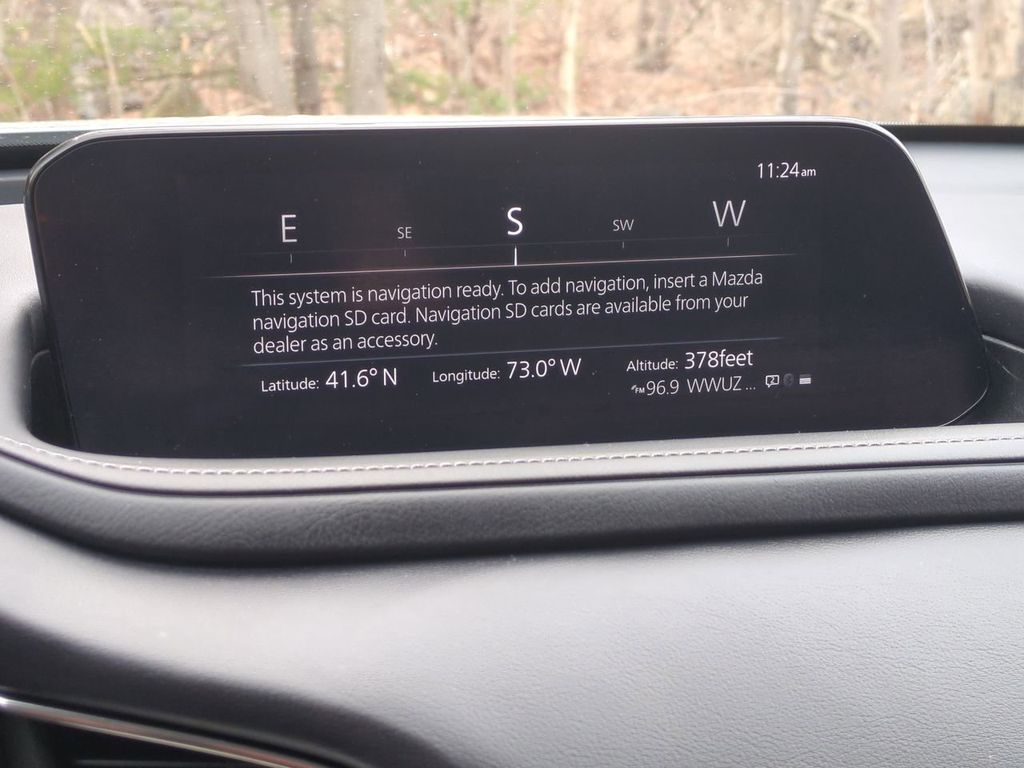 11:24am
E SE S SW W
This system is navigation ready. To add navigation, insert a Mazda
navigation SD card. Navigation SD cards are available from your
dealer as an accessory.
Latitude: 41.6° N Longitude: 73.0° W Altitude: 378feet
FM 96.9 WWUZ ...